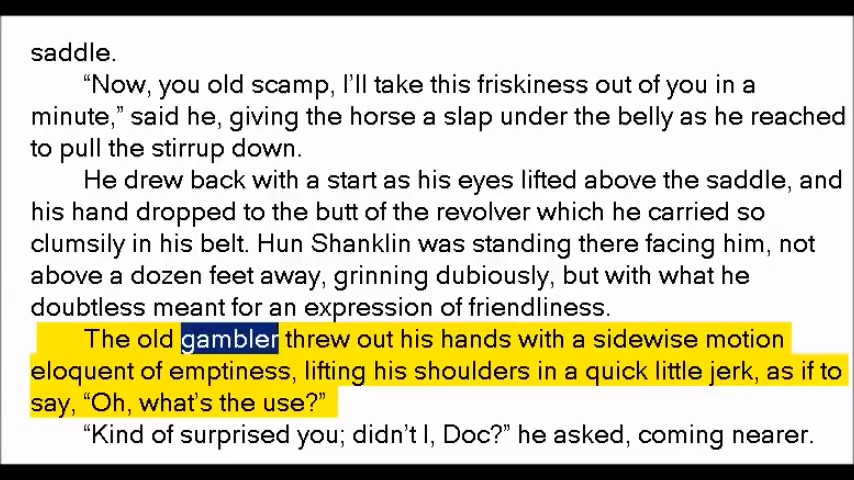 saddle.
“Now, you old scamp, I’ll take this friskiness out of you in a
minute,” said he, giving the horse a slap under the belly as he reached
to pull the stirrup down.
He drew back with a start as his eyes lifted above the saddle, and
his hand dropped to the butt of the revolver which he carried so
clumsily in his belt. Hun Shanklin was standing there facing him, not
above a dozen feet away, grinning dubiously, but with what he
doubtless meant for an expression of friendliness.
The old gambler threw out his hands with a sidewise motion
eloquent of emptiness, lifting his shoulders in a quick little jerk, as if to
say, “Oh, what’s the use?”
“Kind of surprised you; didn’t I, Doc?” he asked, coming nearer.